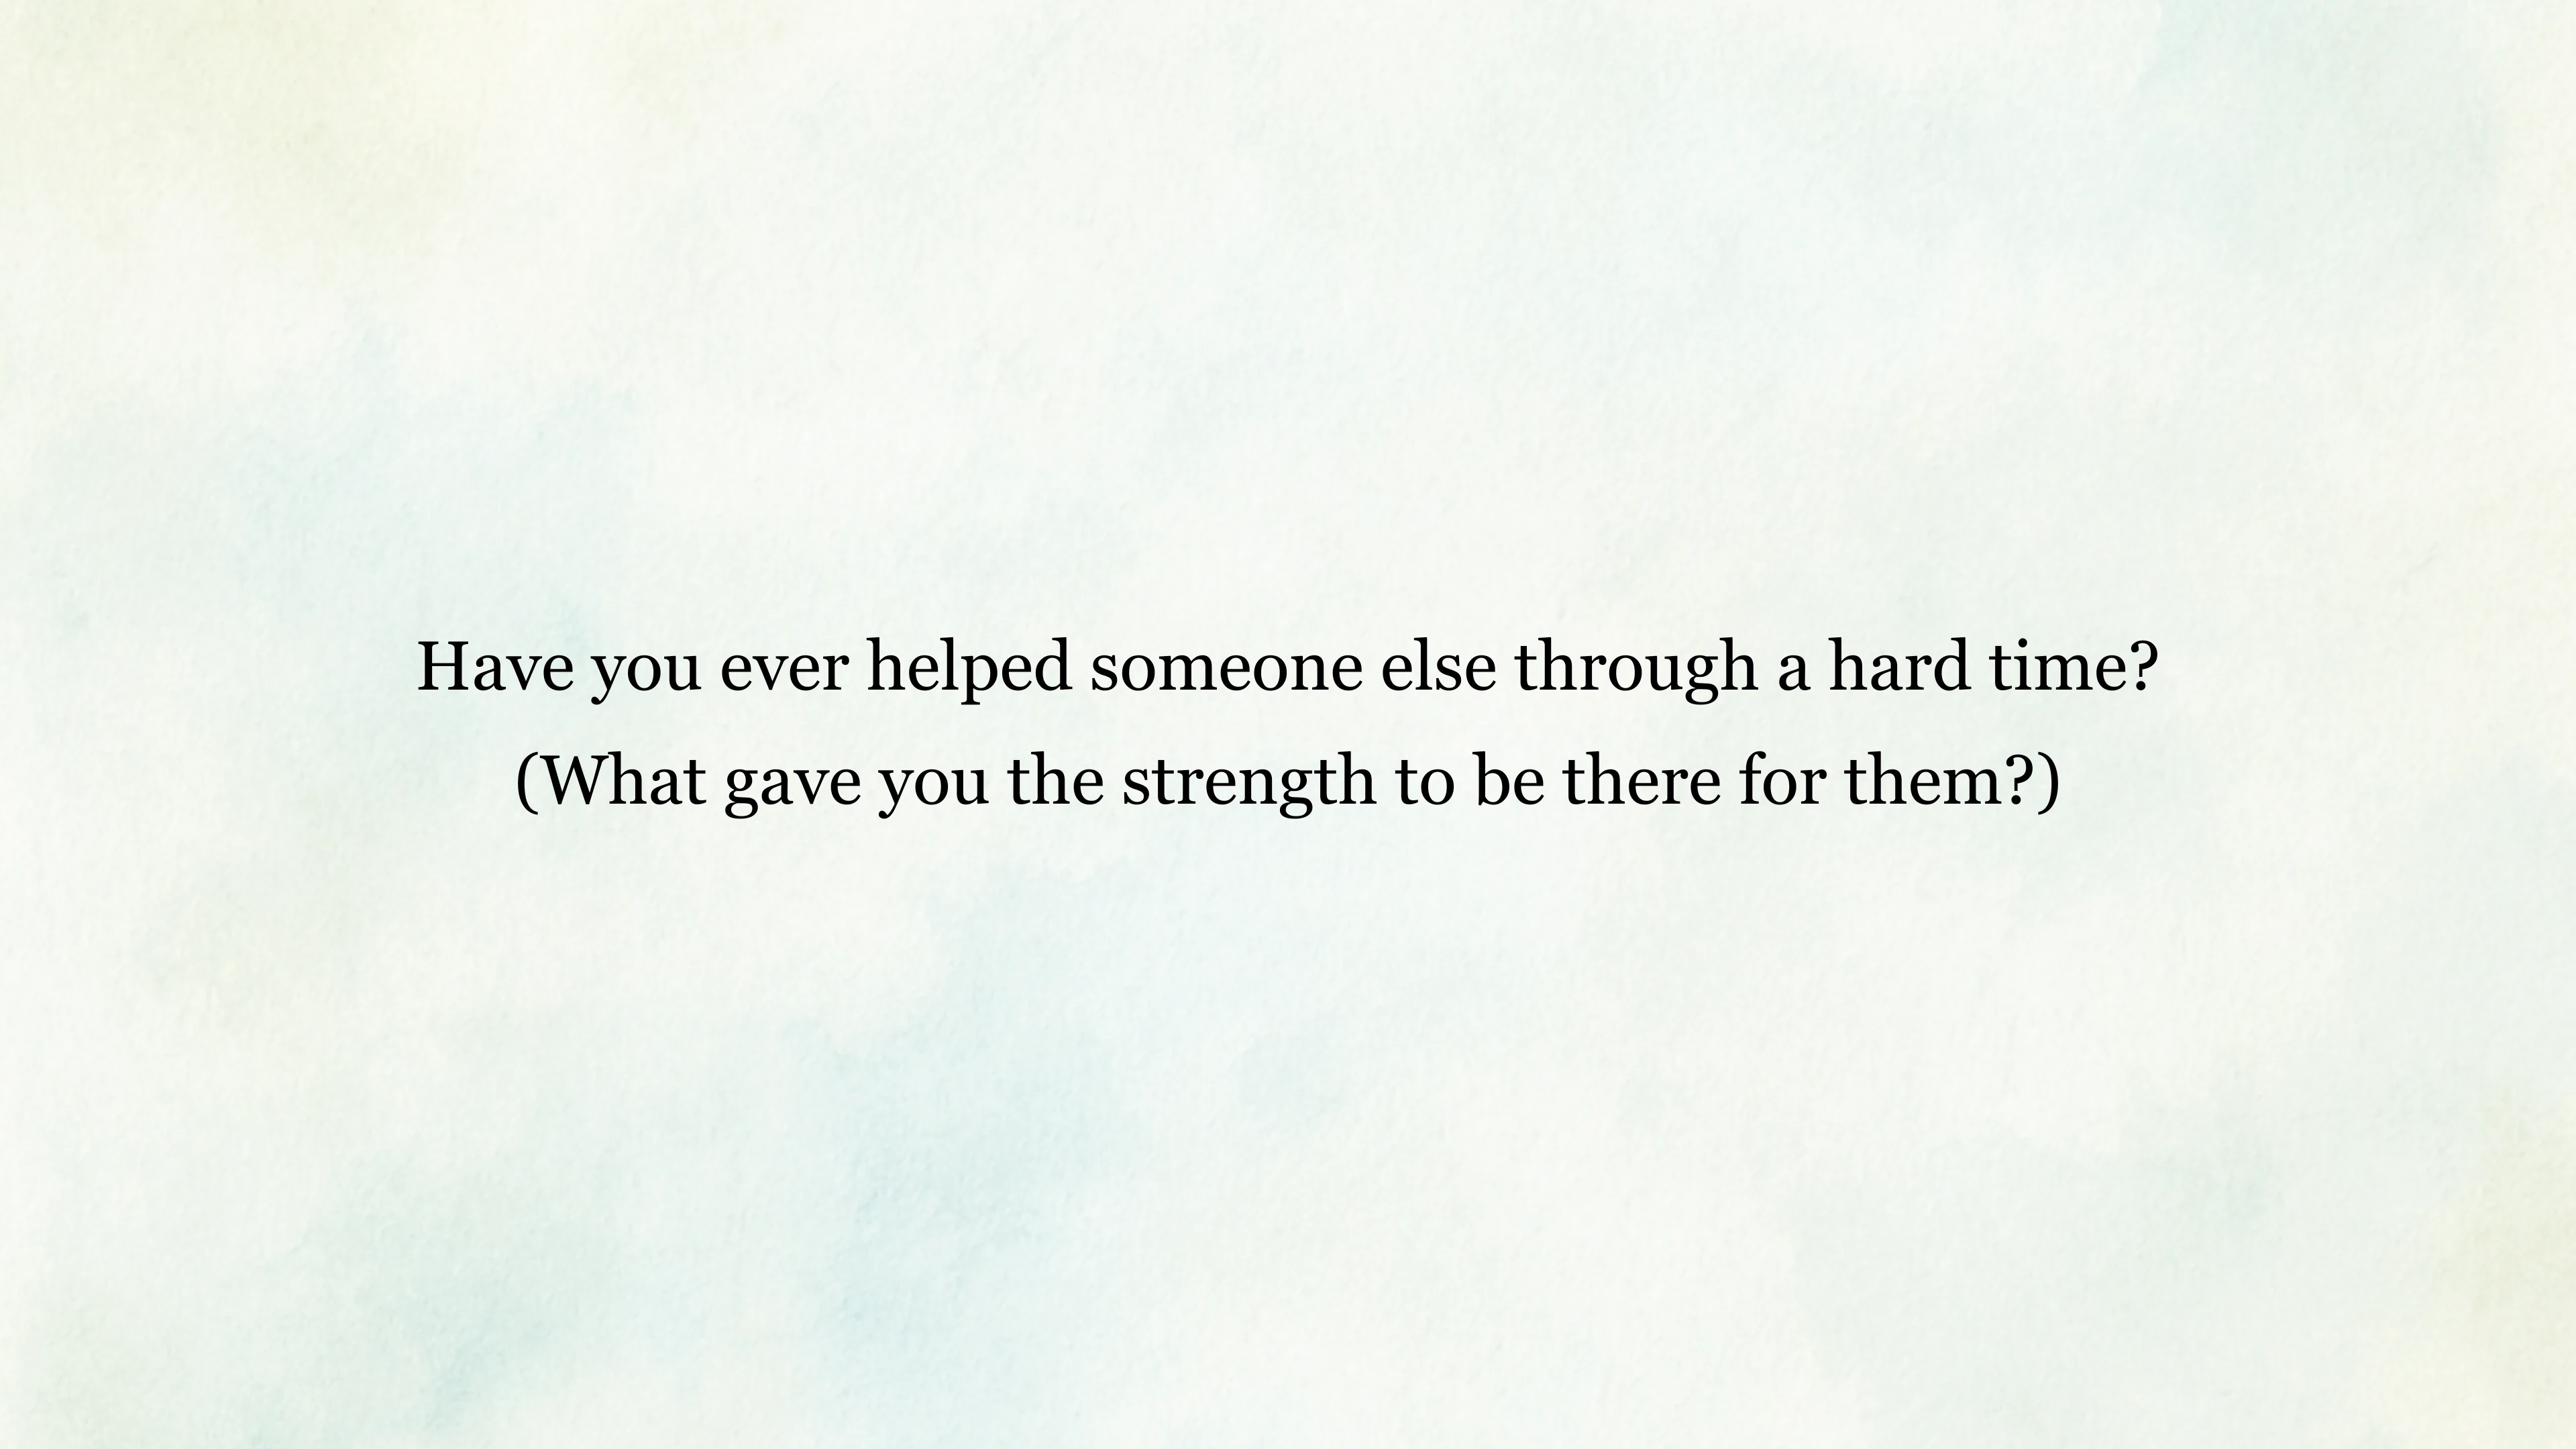 Have you ever helped someone else through a hard time?
(What gave you the strength to be there for them?)